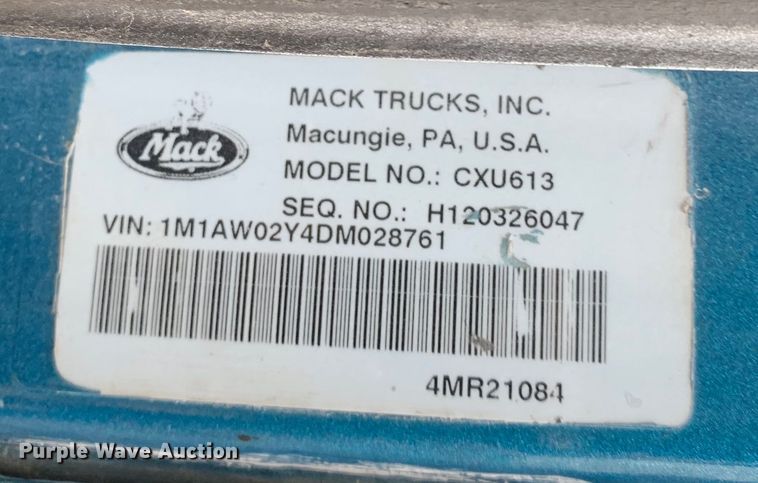 Mack
MACK TRUCKS, INC.
Macungie, PA, U.S.A.
MODEL NO.: CXU613
SEQ. NO.: H120326047
VIN: 1M1AW02Y4DM028761
4MR21084
Purple Wave Auction